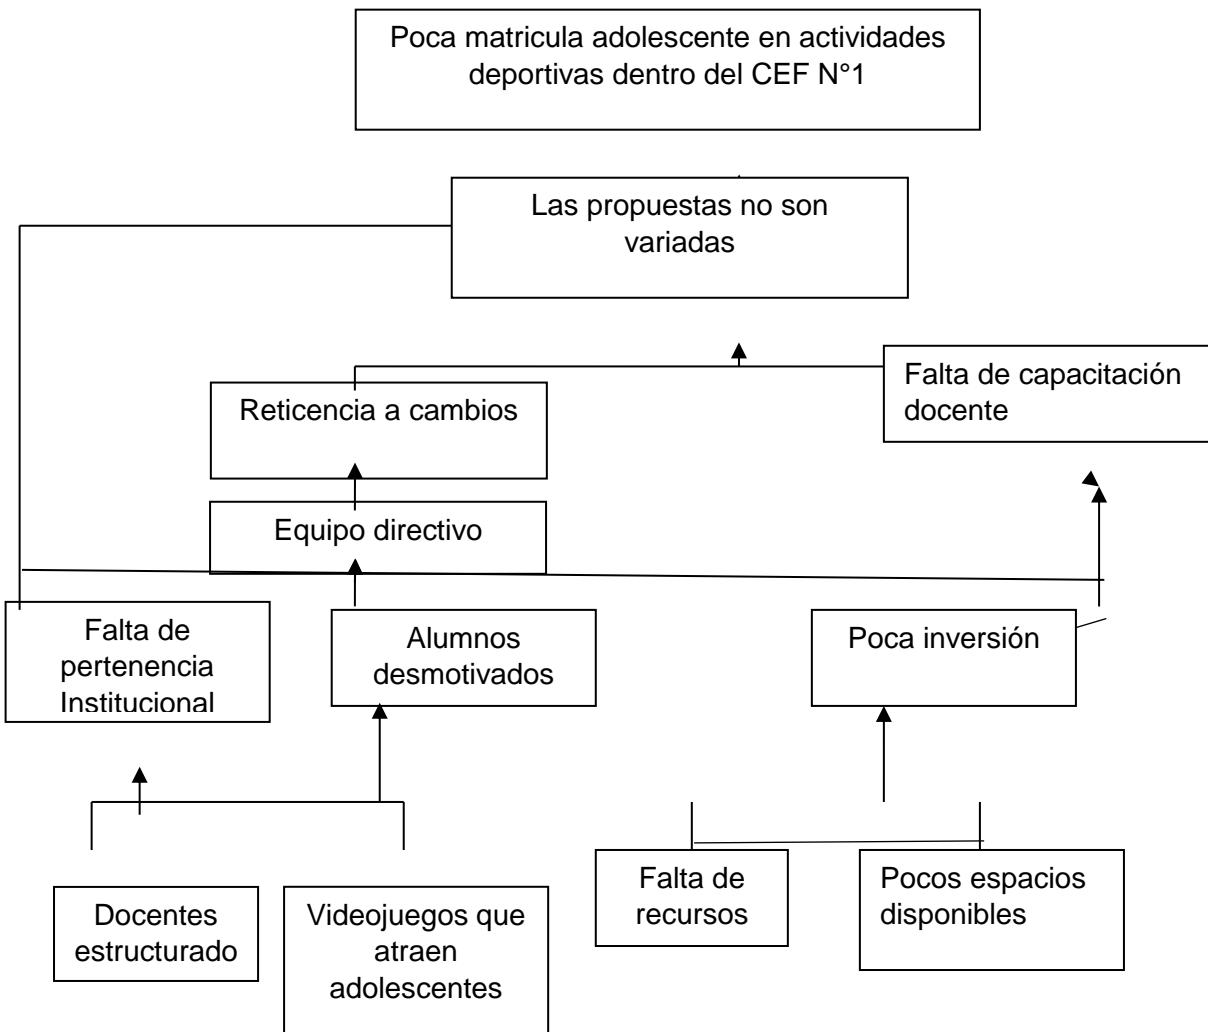 Poca matricula adolescente en actividades
deportivas dentro del CEF N°1
Las propuestas no son
variadas
Falta de capacitación
docente
Reticencia a cambios
Equipo directivo
Falta de
pertenencia
Institucional
Alumnos
desmotivados
Poca inversión
Docentes
estructurado
Videojuegos que
atraen
adolescentes
Falta de
recursos
Pocos espacios
disponibles